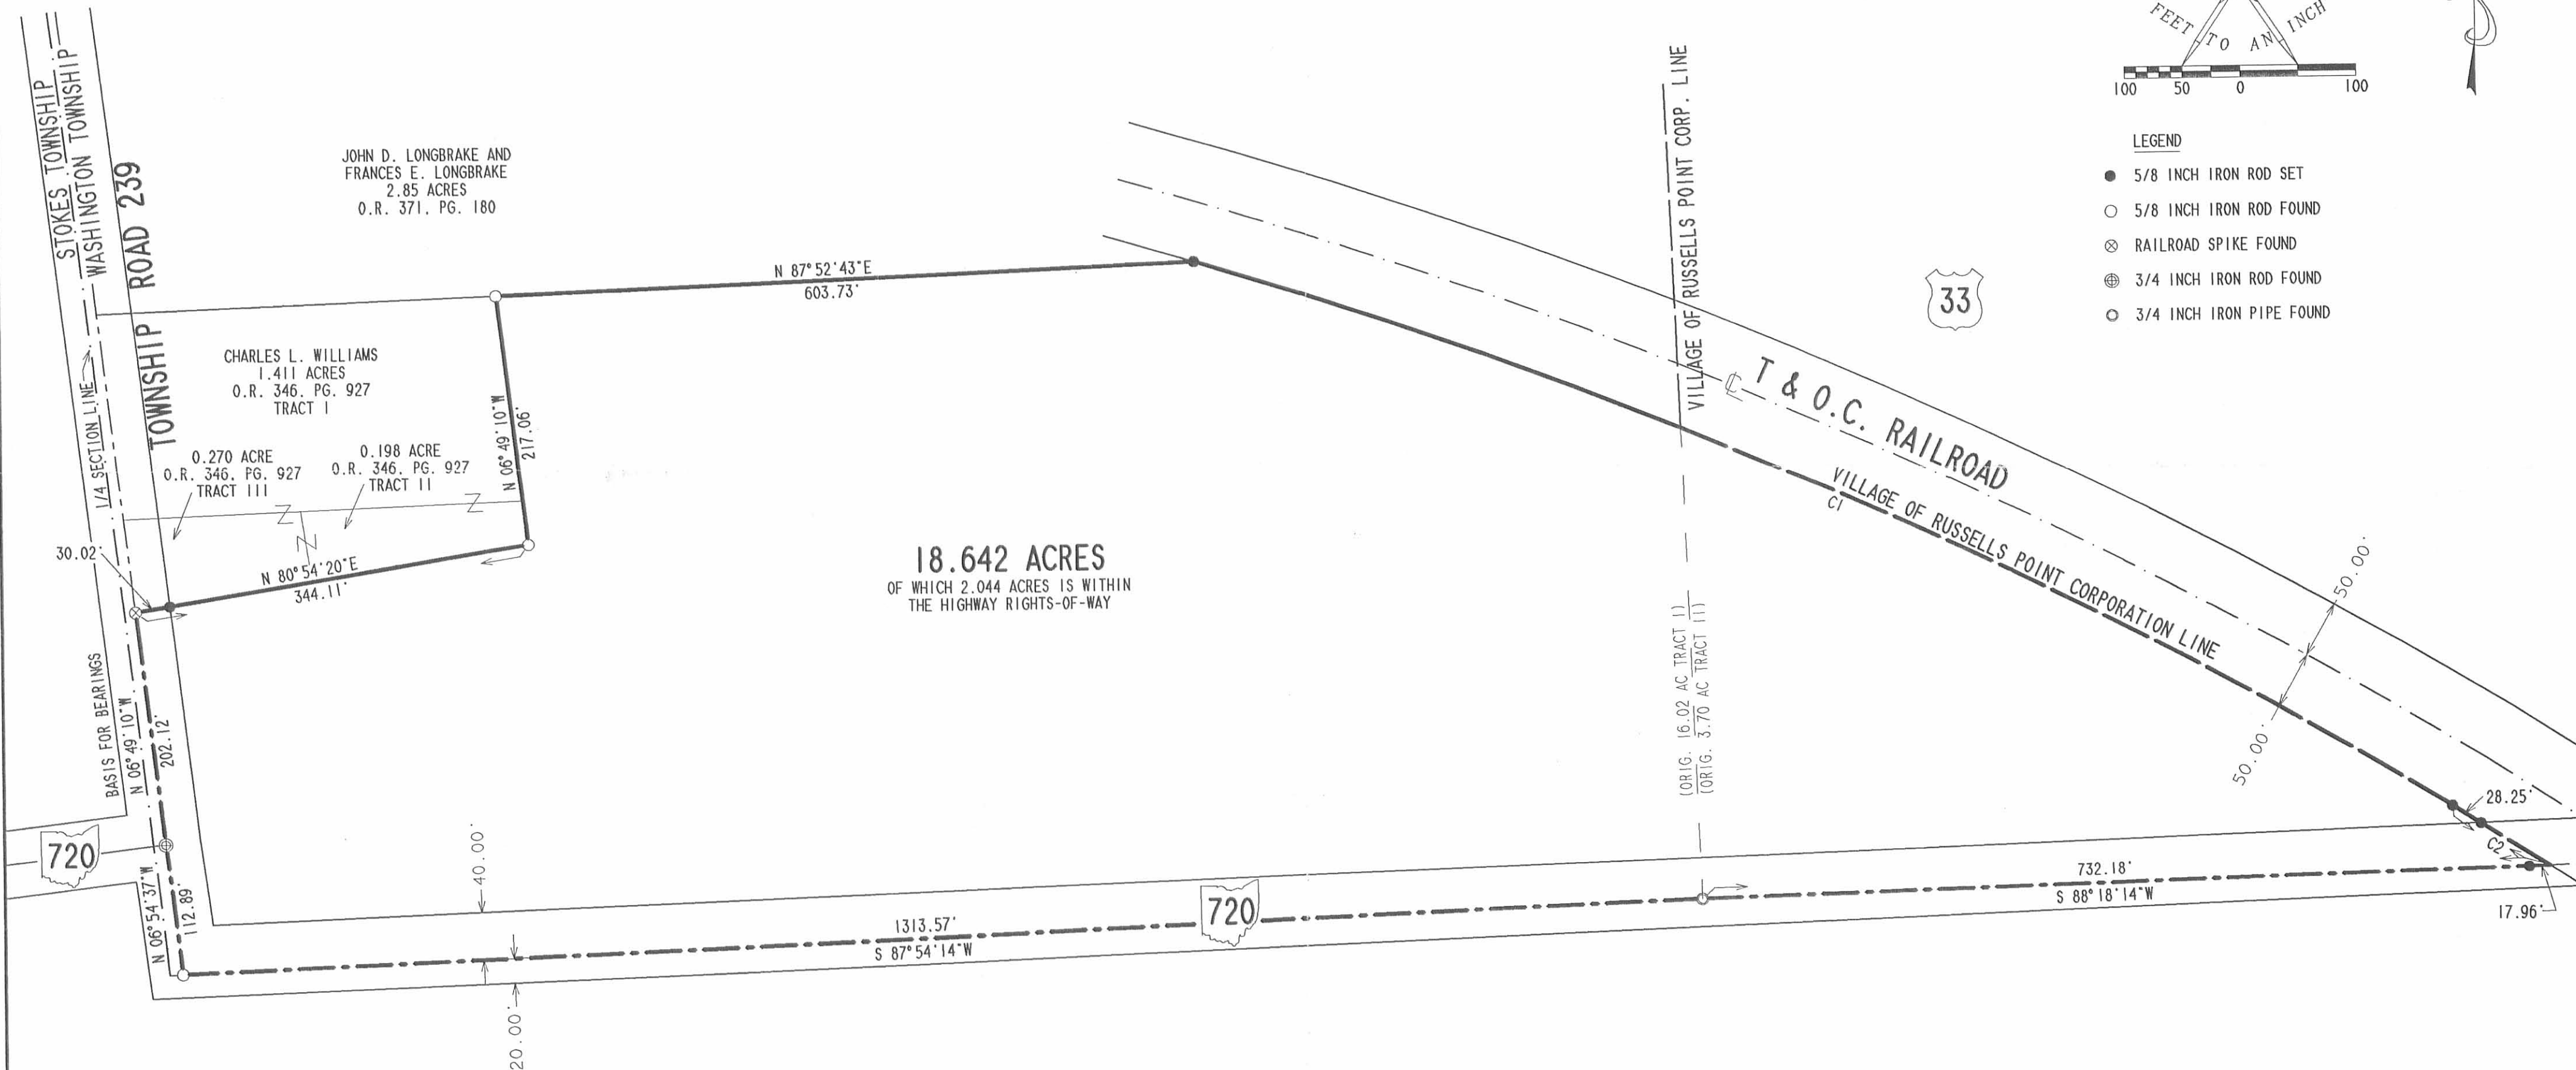 FEET TO AN INCH
100 50 0 100
LEGEND
5/8 INCH IRON ROD SET
5/8 INCH IRON ROD FOUND
RAILROAD SPIKE FOUND
3/4 INCH IRON ROD FOUND
3/4 INCH IRON PIPE FOUND
STOKES TOWNSHIP
WASHINGTON TOWNSHIP
TOWNSHIP ROAD 239
JOHN D. LONGBRAKE AND
FRANCES E. LONGBRAKE
2.85 ACRES
O.R. 371, PG. 180
N 87°52'43"E
603.73'
VILLAGE OF RUSSELLS POINT CORP. LINE
33
CHARLES L. WILLIAMS
1.411 ACRES
O.R. 346, PG. 927
TRACT I
1/4 SECTION LINE
N 06°49'10"W
217.06'
0.270 ACRE
O.R. 346, PG. 927
TRACT III
0.198 ACRE
O.R. 346, PG. 927
TRACT II
℄ T & O.C. RAILROAD
VILLAGE OF RUSSELLS POINT CORPORATION LINE
C1
30.02'
N 80°54'20"E
344.11'
18.642 ACRES
OF WHICH 2.044 ACRES IS WITHIN
THE HIGHWAY RIGHTS-OF-WAY
50.00'
50.00'
(ORIG. 16.02 AC TRACT I)
(ORIG. 3.70 AC TRACT II)
BASIS FOR BEARINGS
N 06°49'10"W
202.12'
28.25'
C2
720
N 06°54'37"W
112.89'
40.00'
1313.57'
S 87°54'14"W
720
732.18'
S 88°18'14"W
17.96'
20.00'